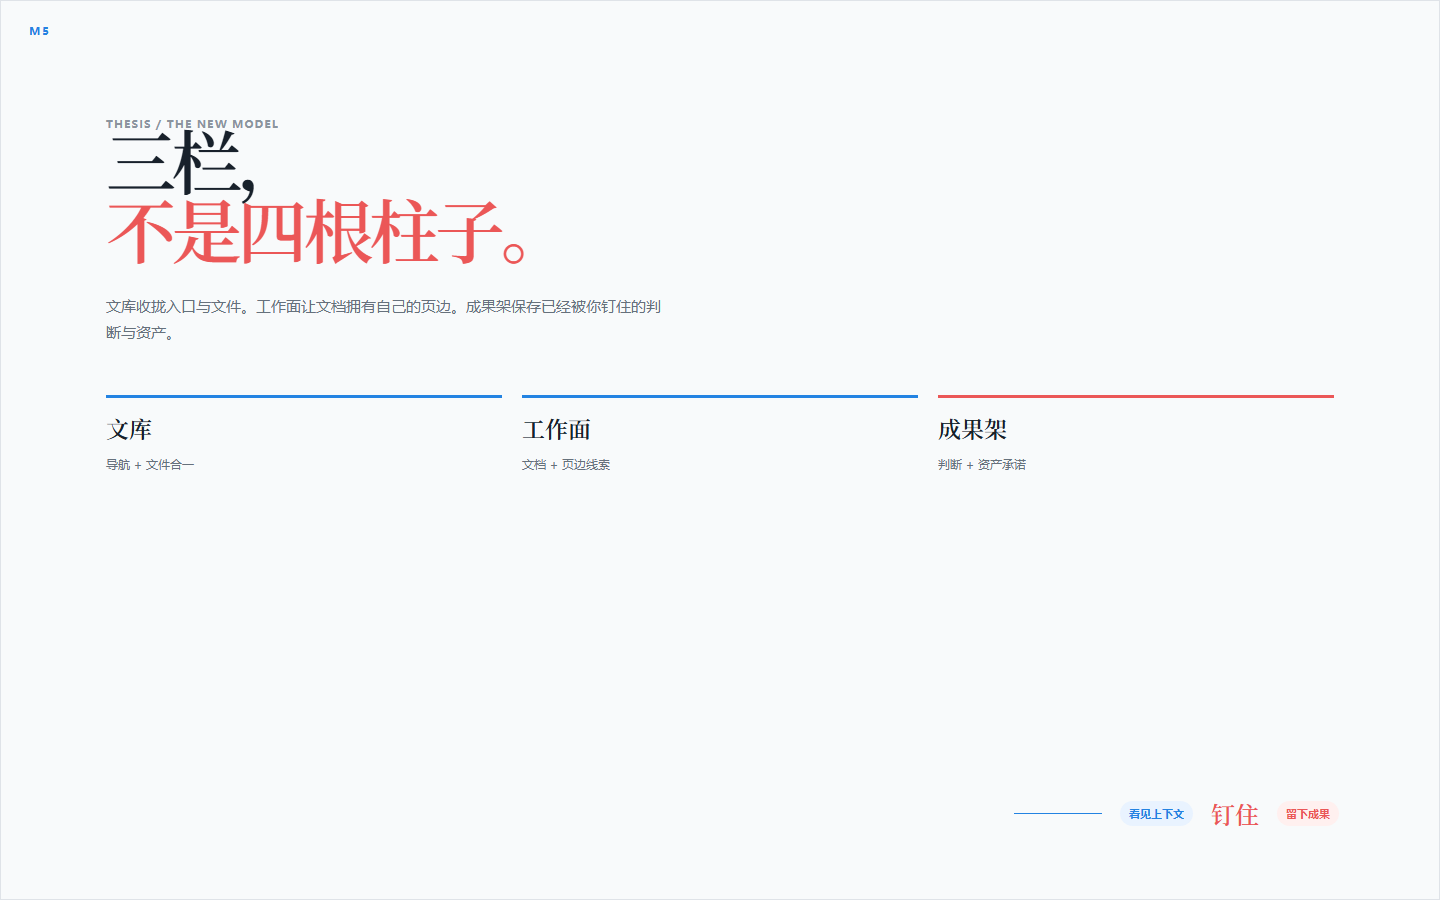 M5
THESIS / THE NEW MODEL
三栏，
不是四根柱子。
文库收拢入口与文件。工作面让文档拥有自己的页边。成果架保存已经被你钉住的判
断与资产。
文库
导航 + 文件合一
工作面
文档 + 页边线索
成果架
判断 + 资产承诺
看见上下文
钉住
留下成果